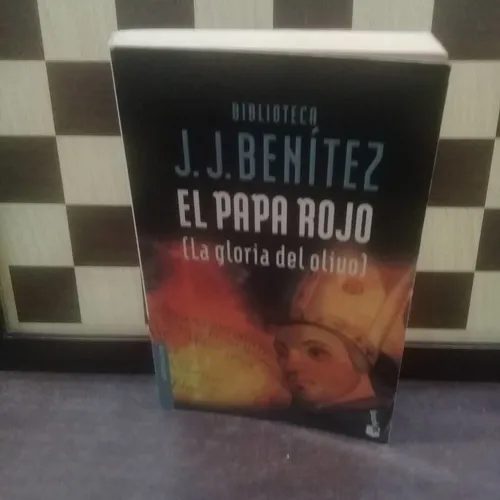 BIBLIOTECA
J.J.BENÍTEZ
EL PAPA ROJO
(La gloria del olivo)